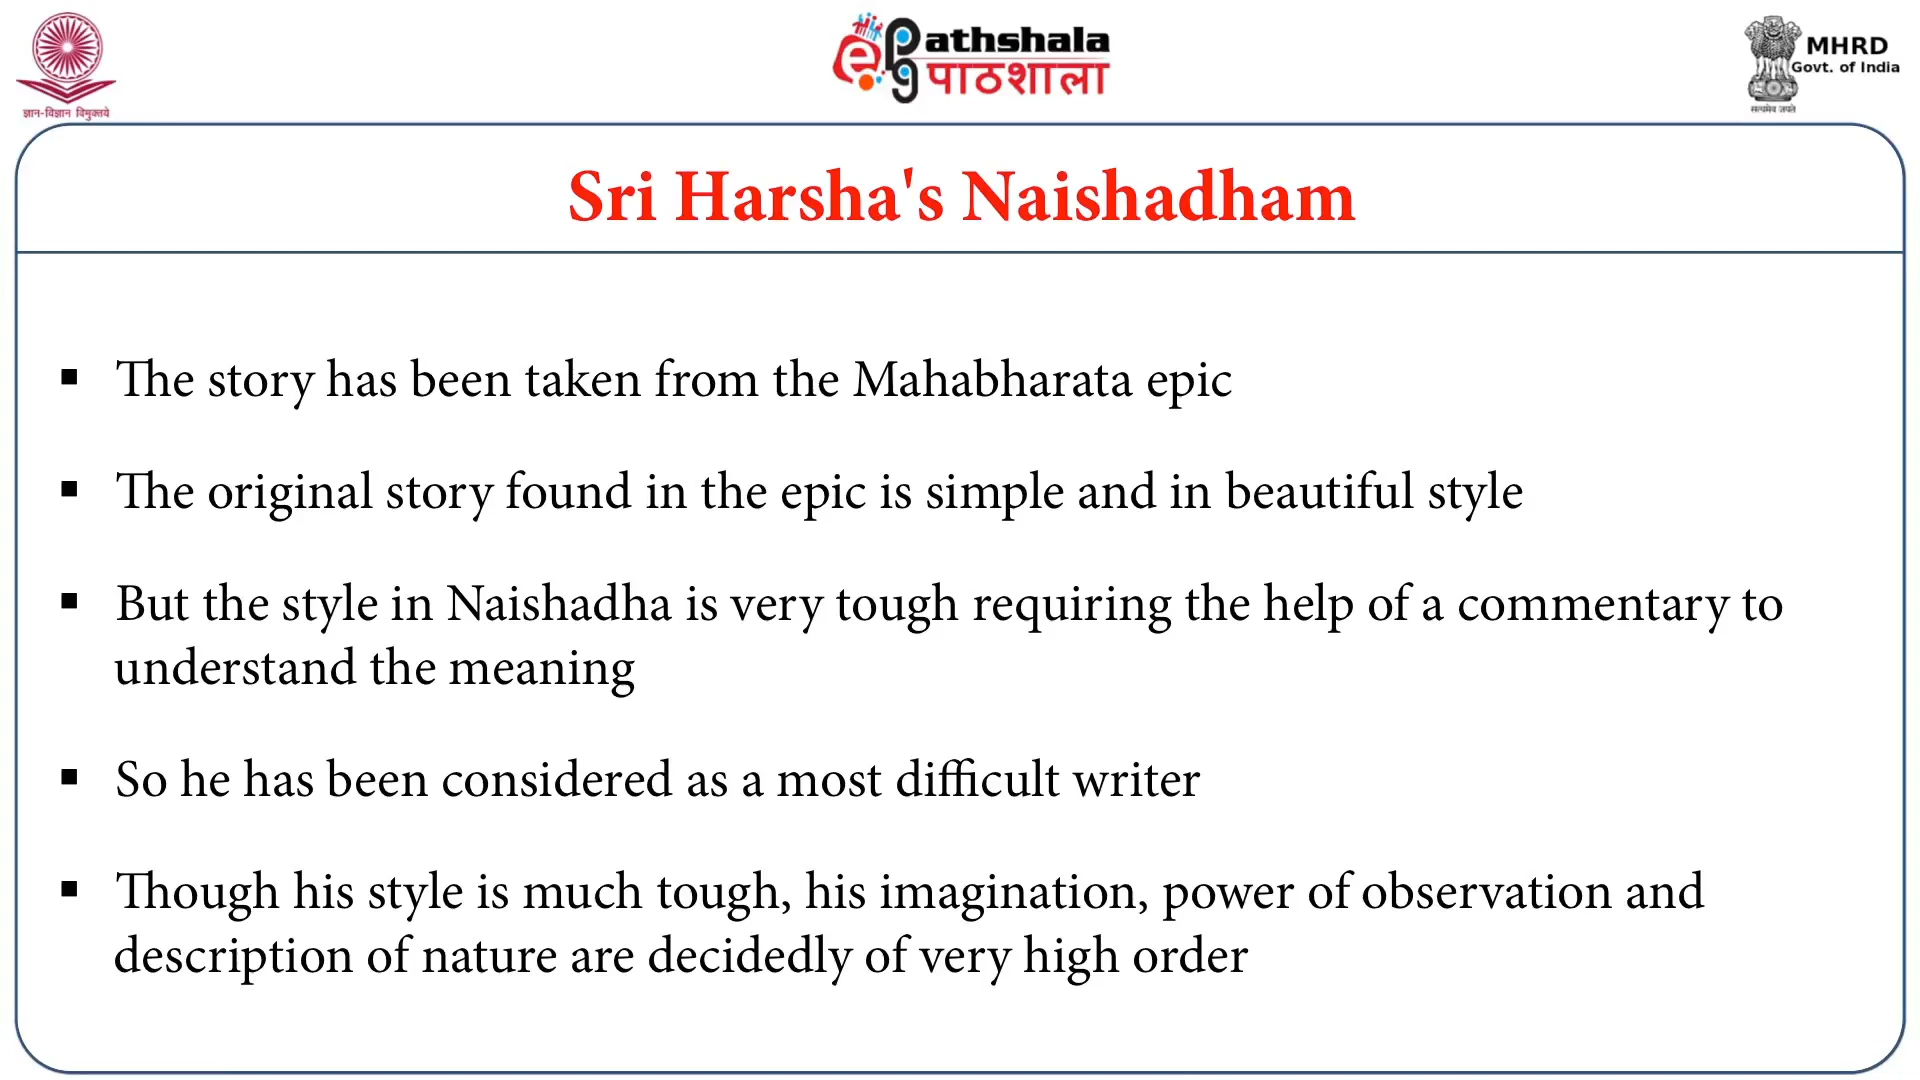 ज्ञान-विज्ञान विमुक्तये
ePG Pathshala
पाठशाला
MHRD
Govt. of India
सत्यमेव जयते
Sri Harsha's Naishadham
▪ The story has been taken from the Mahabharata epic
▪ The original story found in the epic is simple and in beautiful style
▪ But the style in Naishadha is very tough requiring the help of a commentary to
understand the meaning
▪ So he has been considered as a most difficult writer
▪ Though his style is much tough, his imagination, power of observation and
description of nature are decidedly of very high order